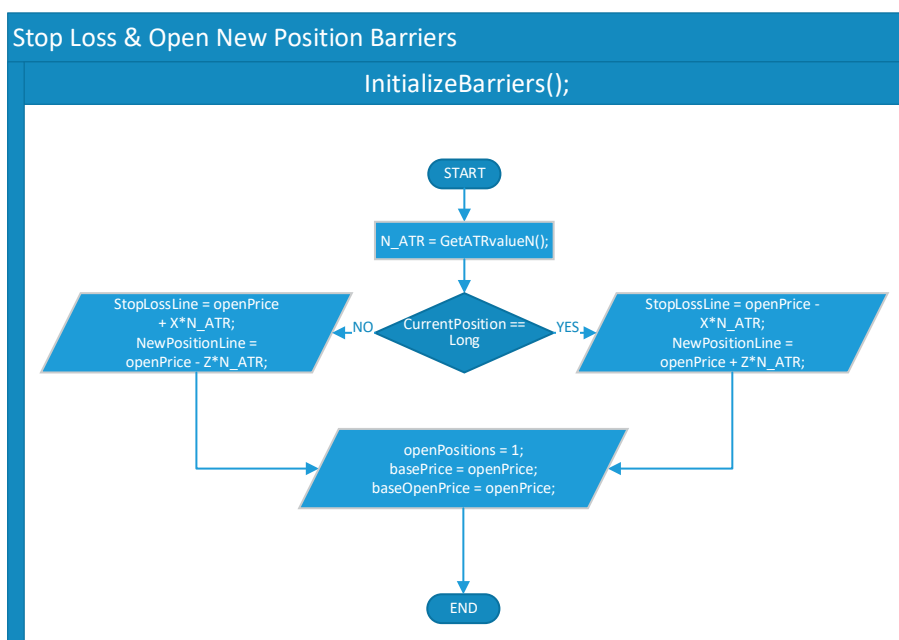 Stop Loss & Open New Position Barriers
InitializeBarriers();
START
N_ATR = GetATRvalueN();
StopLossLine = openPrice
+ X*N_ATR;
NewPositionLine =
openPrice - Z*N_ATR;
NO
CurrentPosition ==
Long
YES
StopLossLine = openPrice -
X*N_ATR;
NewPositionLine =
openPrice + Z*N_ATR;
openPositions = 1;
basePrice = openPrice;
baseOpenPrice = openPrice;
END